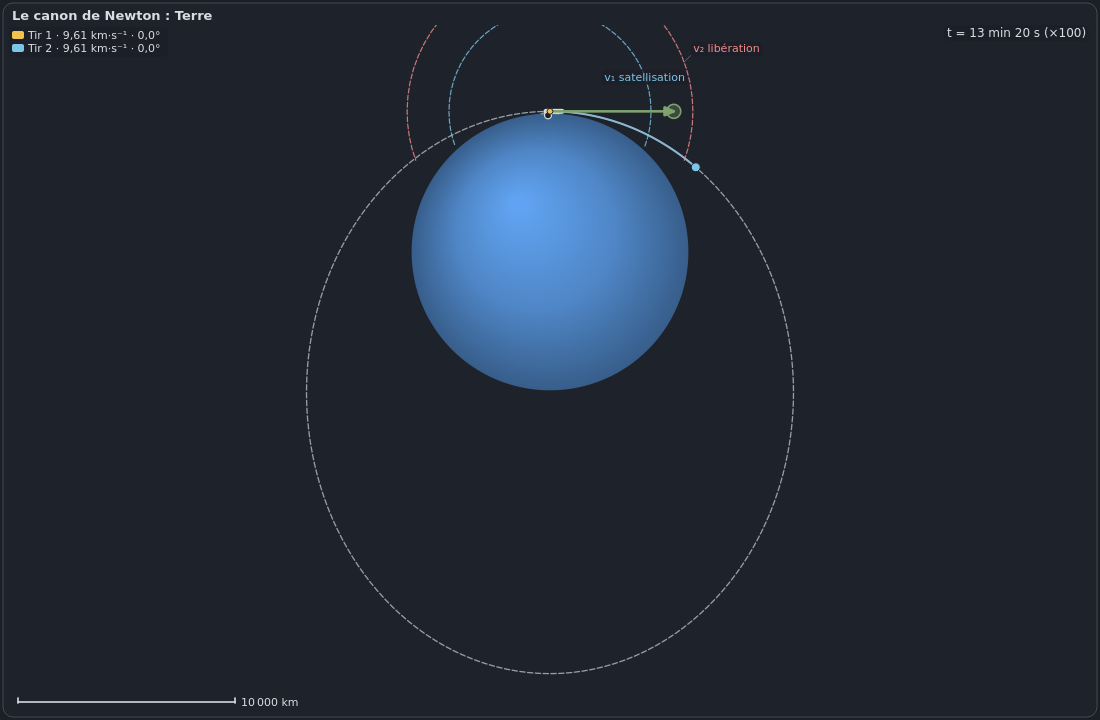 Le canon de Newton : Terre
Tir 1 · 9,61 km·s⁻¹ · 0,0°
Tir 2 · 9,61 km·s⁻¹ · 0,0°
t = 13 min 20 s (×100)
v₂ libération
v₁ satellisation
10 000 km